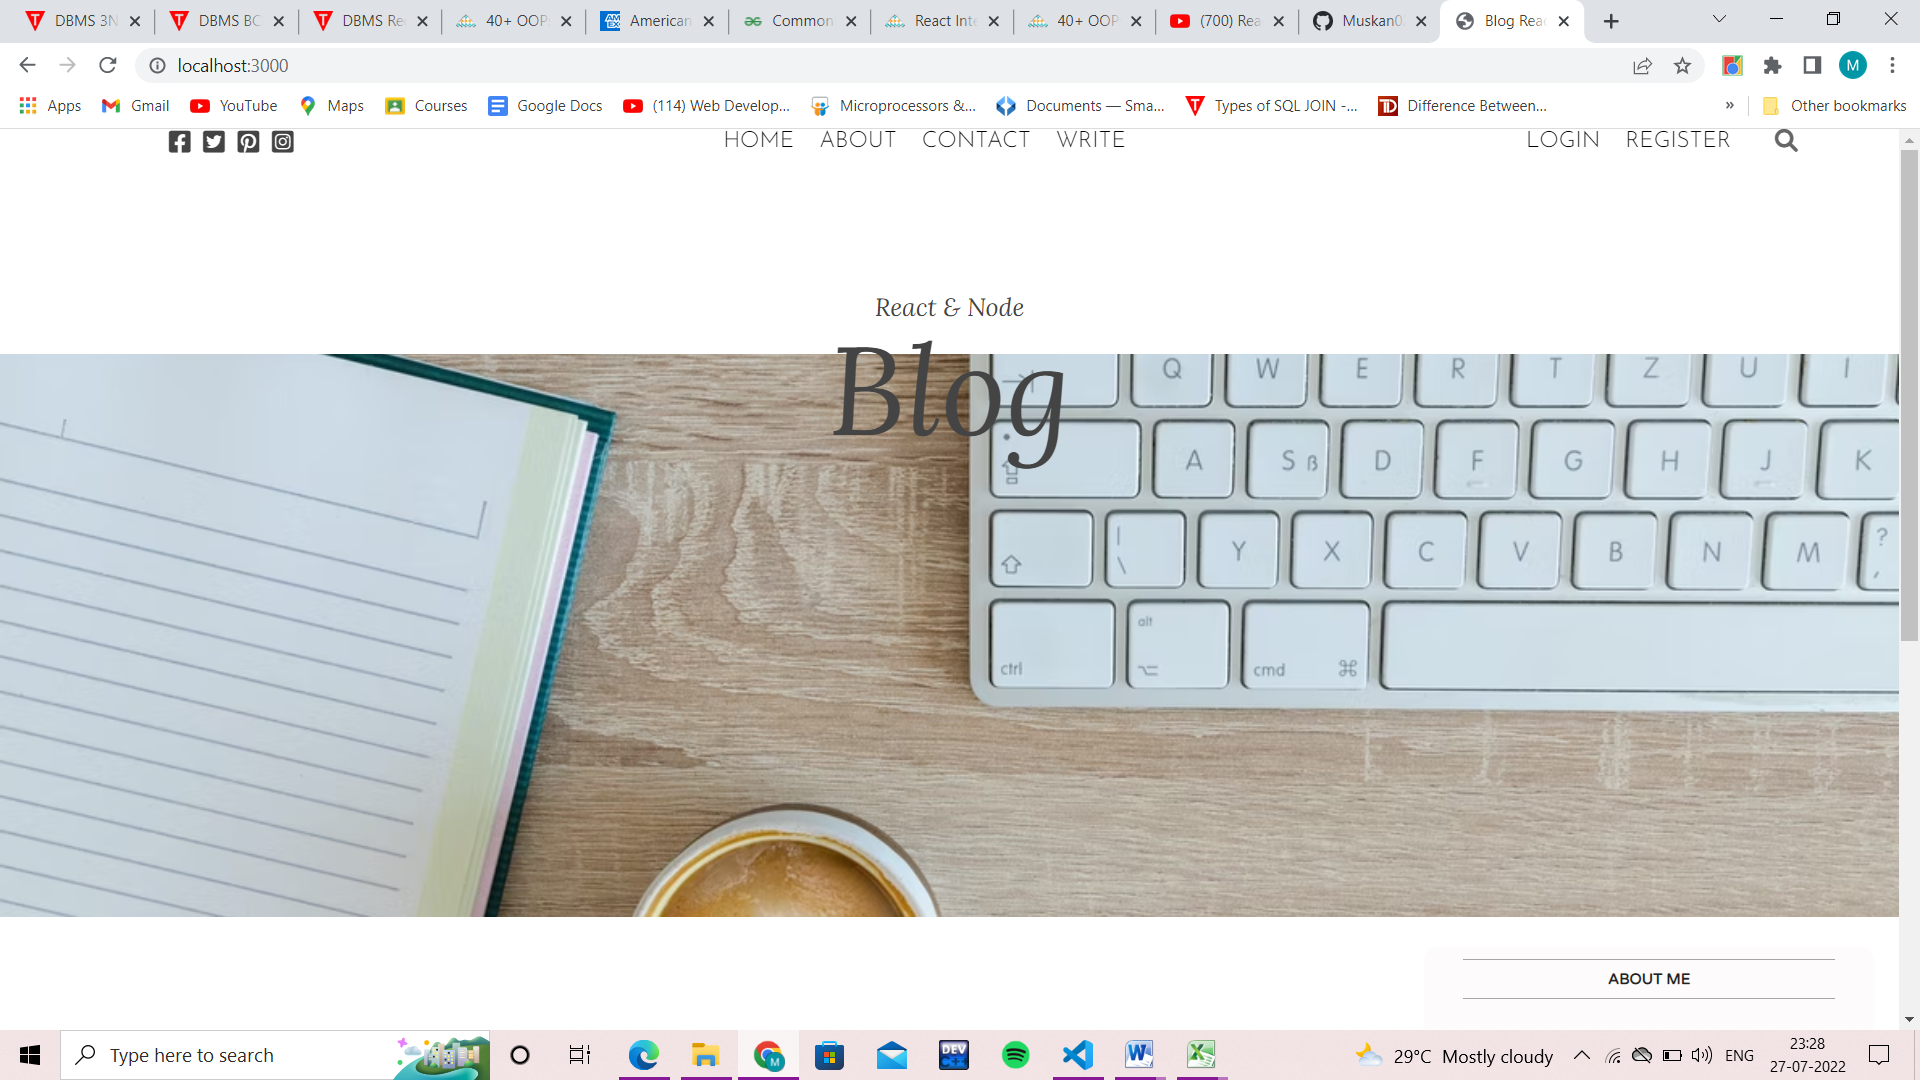 DBMS 3N
DBMS BC
DBMS Re
40+ OOP
American
Common
React Inte
40+ OOP
(700) Rea
Muskan0
Blog Reac
localhost:3000
M
Apps
Gmail
YouTube
Maps
Courses
Google Docs
(114) Web Develop...
Microprocessors &...
Documents — Sma...
Types of SQL JOIN -...
Difference Between...
»
Other bookmarks
HOME ABOUT CONTACT WRITE
LOGIN REGISTER
React & Node
Blog
Q W E R T Z U I
A S ß D F G H J K
| \ Y X C V B N M ? ,
alt
ctrl cmd ⌘
ABOUT ME
Type here to search
DEV C++
29°C Mostly cloudy
ENG
23:28
27-07-2022